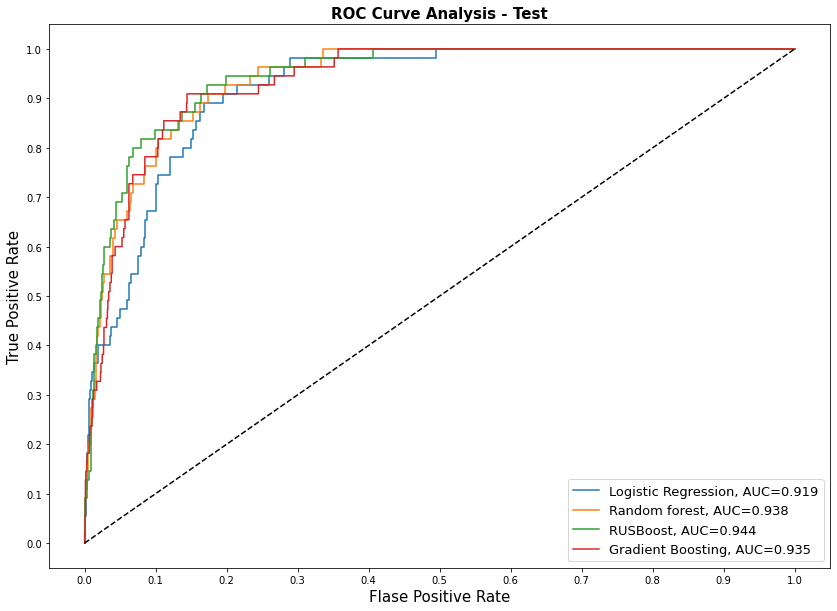 ROC Curve Analysis - Test
True Positive Rate
1.0
0.9
0.8
0.7
0.6
0.5
0.4
0.3
0.2
0.1
0.0
Logistic Regression, AUC=0.919
Random forest, AUC=0.938
RUSBoost, AUC=0.944
Gradient Boosting, AUC=0.935
0.0 0.1 0.2 0.3 0.4 0.5 0.6 0.7 0.8 0.9 1.0
Flase Positive Rate